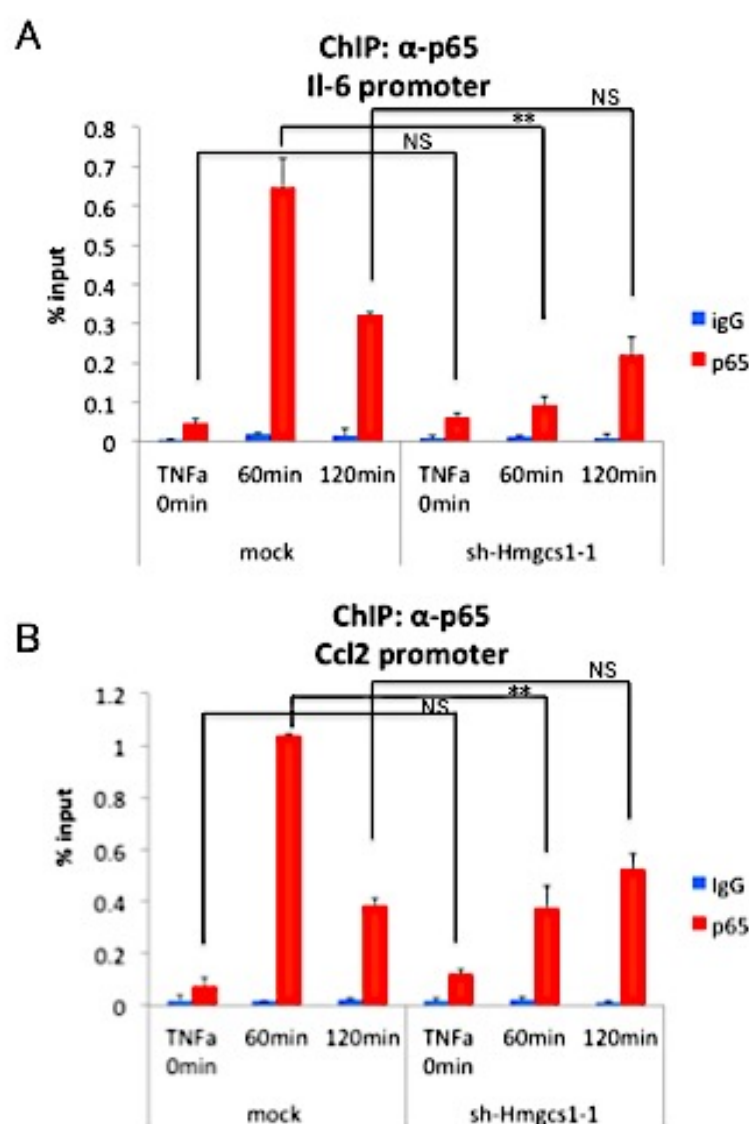 A
ChIP: α-p65
Il-6 promoter
NS
**
NS
0.8
0.7
0.6
0.5
0.4
0.3
0.2
0.1
0
% input
igG
p65
TNFa 60min 120min TNFa 60min 120min
0min 0min
mock sh-Hmgcs1-1
B
ChIP: α-p65
Ccl2 promoter
NS
**
NS
1.2
1
0.8
0.6
0.4
0.2
0
% input
IgG
p65
TNFa 60min 120min TNFa 60min 120min
0min 0min
mock sh-Hmgcs1-1